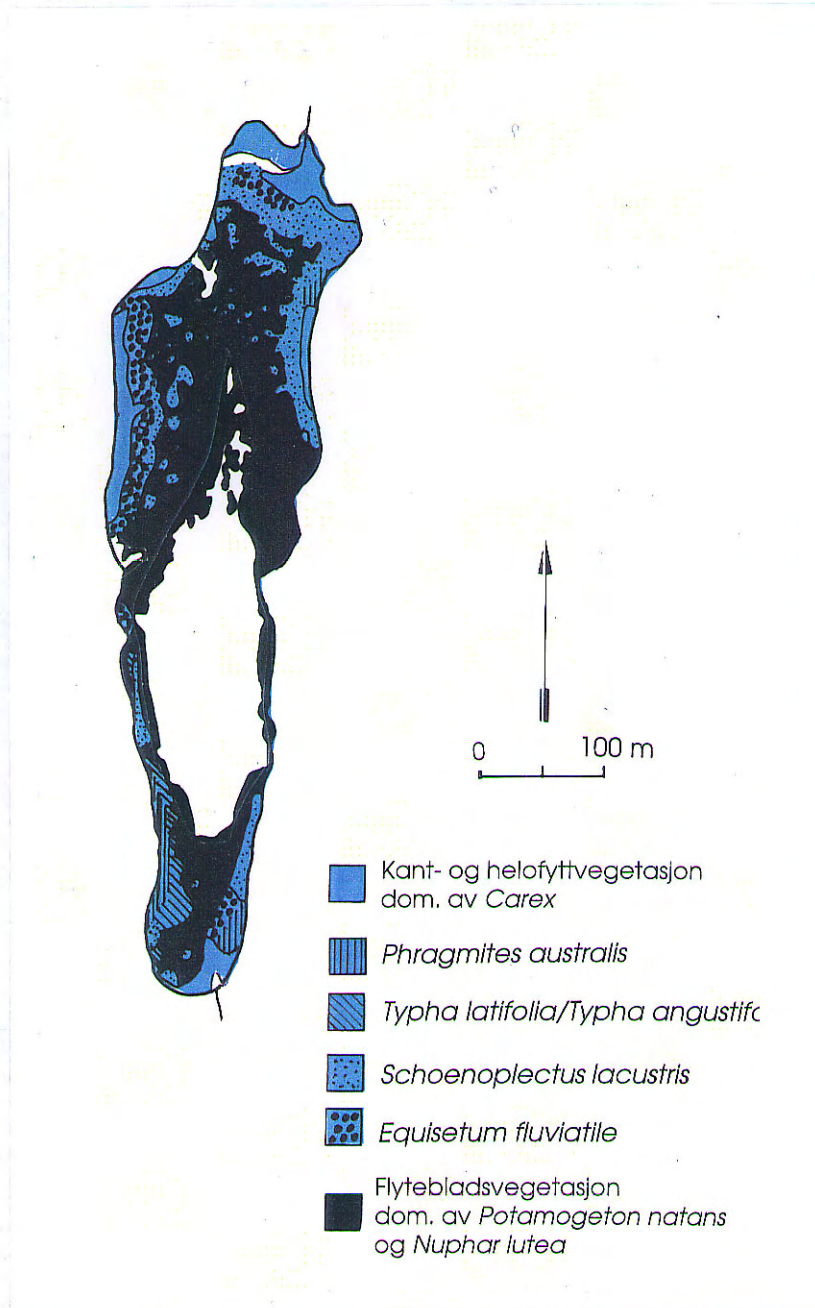 0 100 m
Kant- og helofyttvegetasjon
dom. av Carex
Phragmites australis
Typha latifolia/Typha angustifo
Schoenoplectus lacustris
Equisetum fluviatile
Flytebladsvegetasjon
dom. av Potamogeton natans
og Nuphar lutea